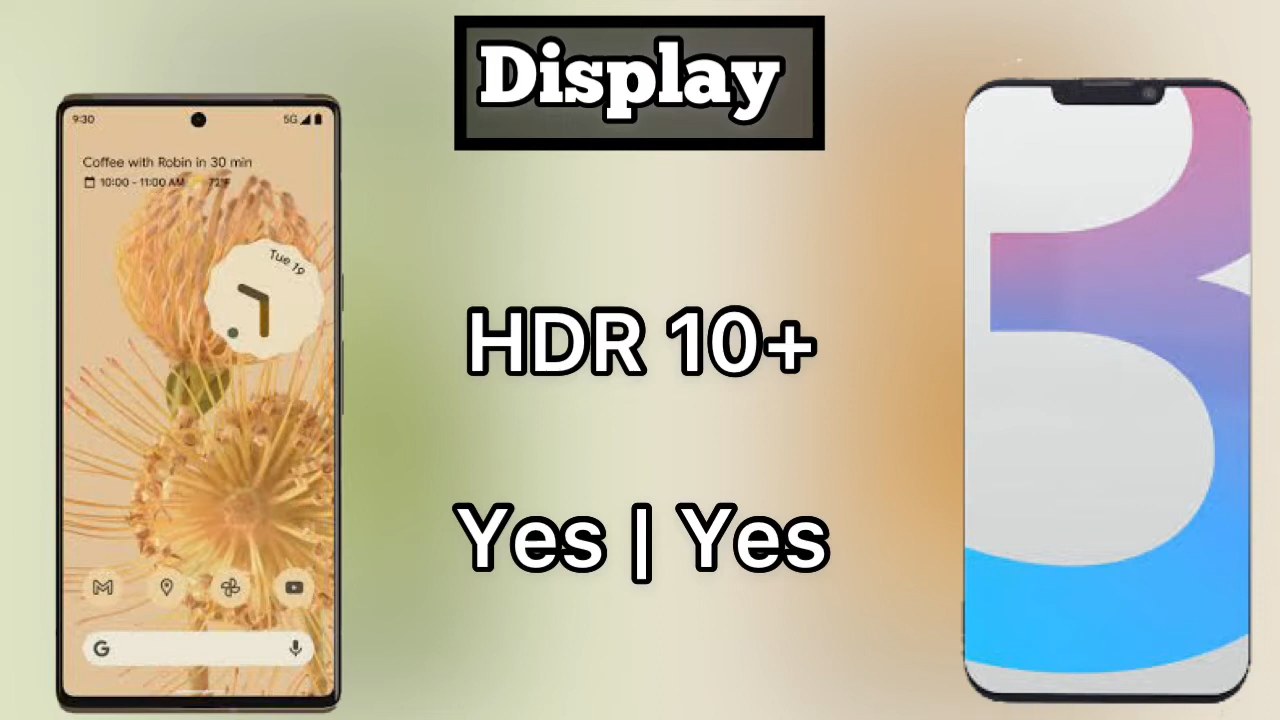 Display
9:30
5G
Coffee with Robin in 30 min
10:00 - 11:00 AM 72°F
Tue 19
HDR 10+
Yes | Yes
G
3